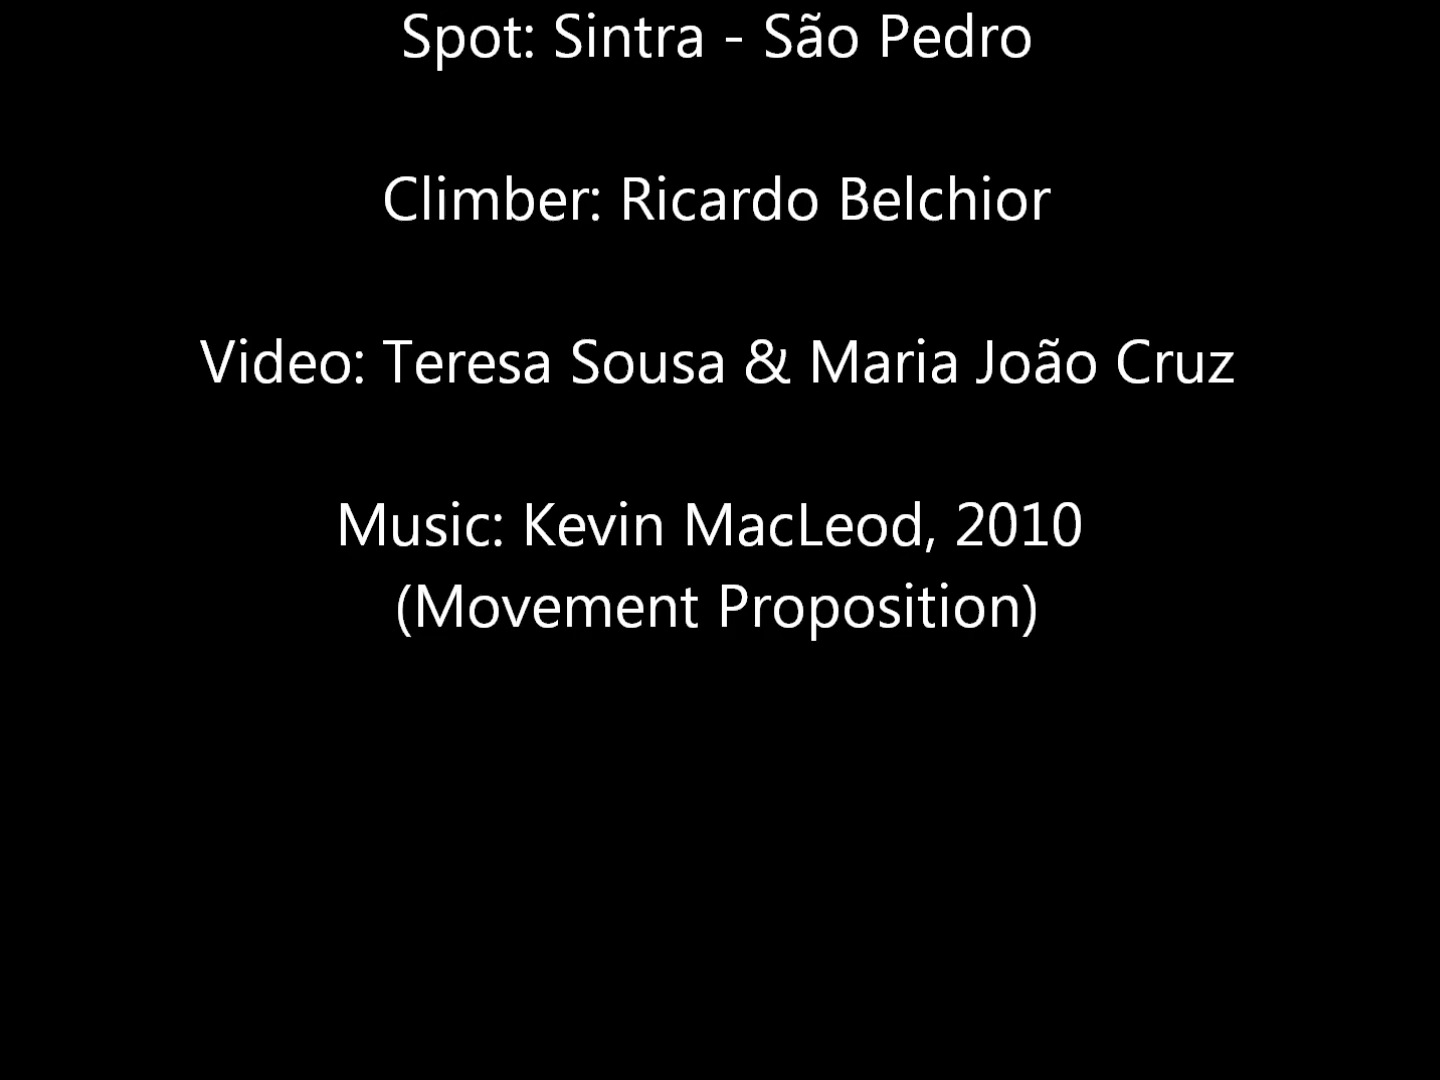 Spot: Sintra - São Pedro
Climber: Ricardo Belchior
Video: Teresa Sousa & Maria João Cruz
Music: Kevin MacLeod, 2010
(Movement Proposition)